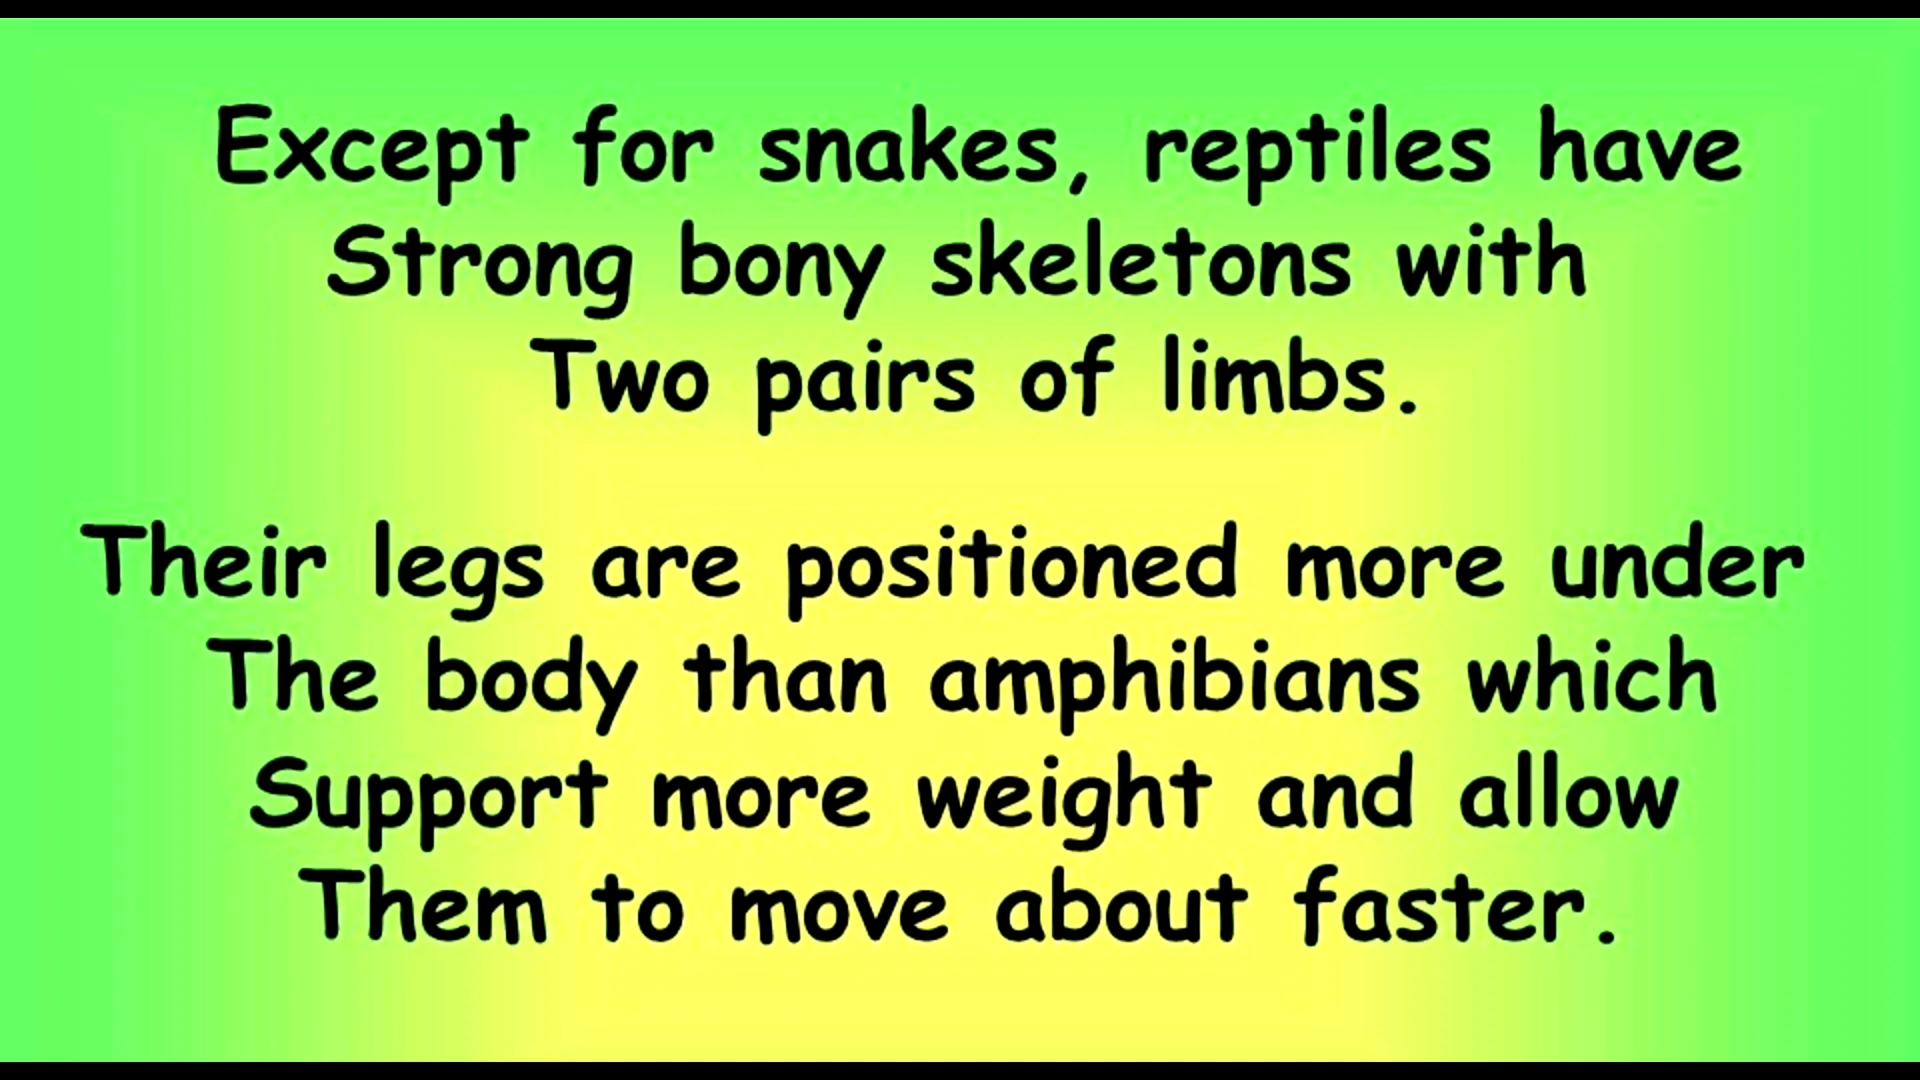 Except for snakes, reptiles have
Strong bony skeletons with
Two pairs of limbs.
Their legs are positioned more under
The body than amphibians which
Support more weight and allow
Them to move about faster.